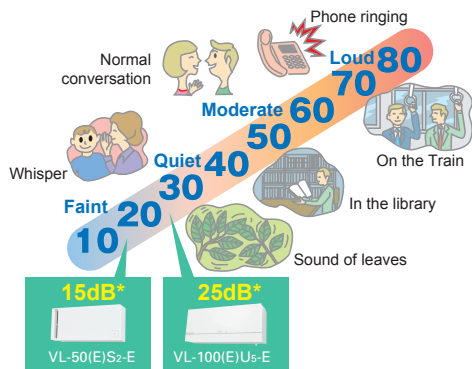 Phone ringing
Normal
conversation
Loud 80
70
Moderate 60
50
On the Train
Whisper
Quiet 40
30
In the library
Faint 20
10
Sound of leaves
15dB*
VL-50(E)S2-E
25dB*
VL-100(E)U5-E